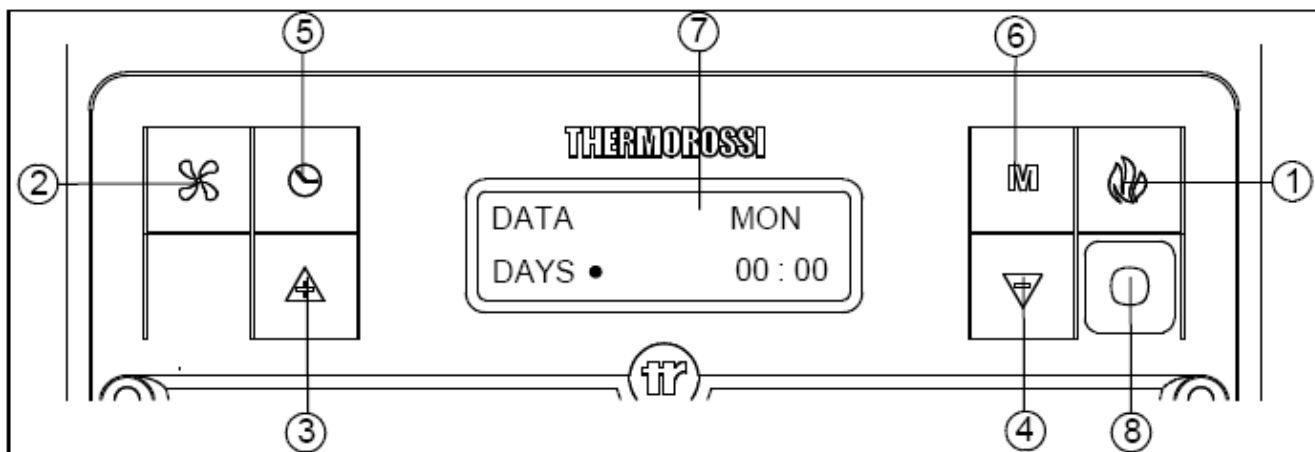 5 7 6
THERMOROSSI
2 M 1
DATA MON
DAYS ● 00 : 00
+ −
tr
3 4 8